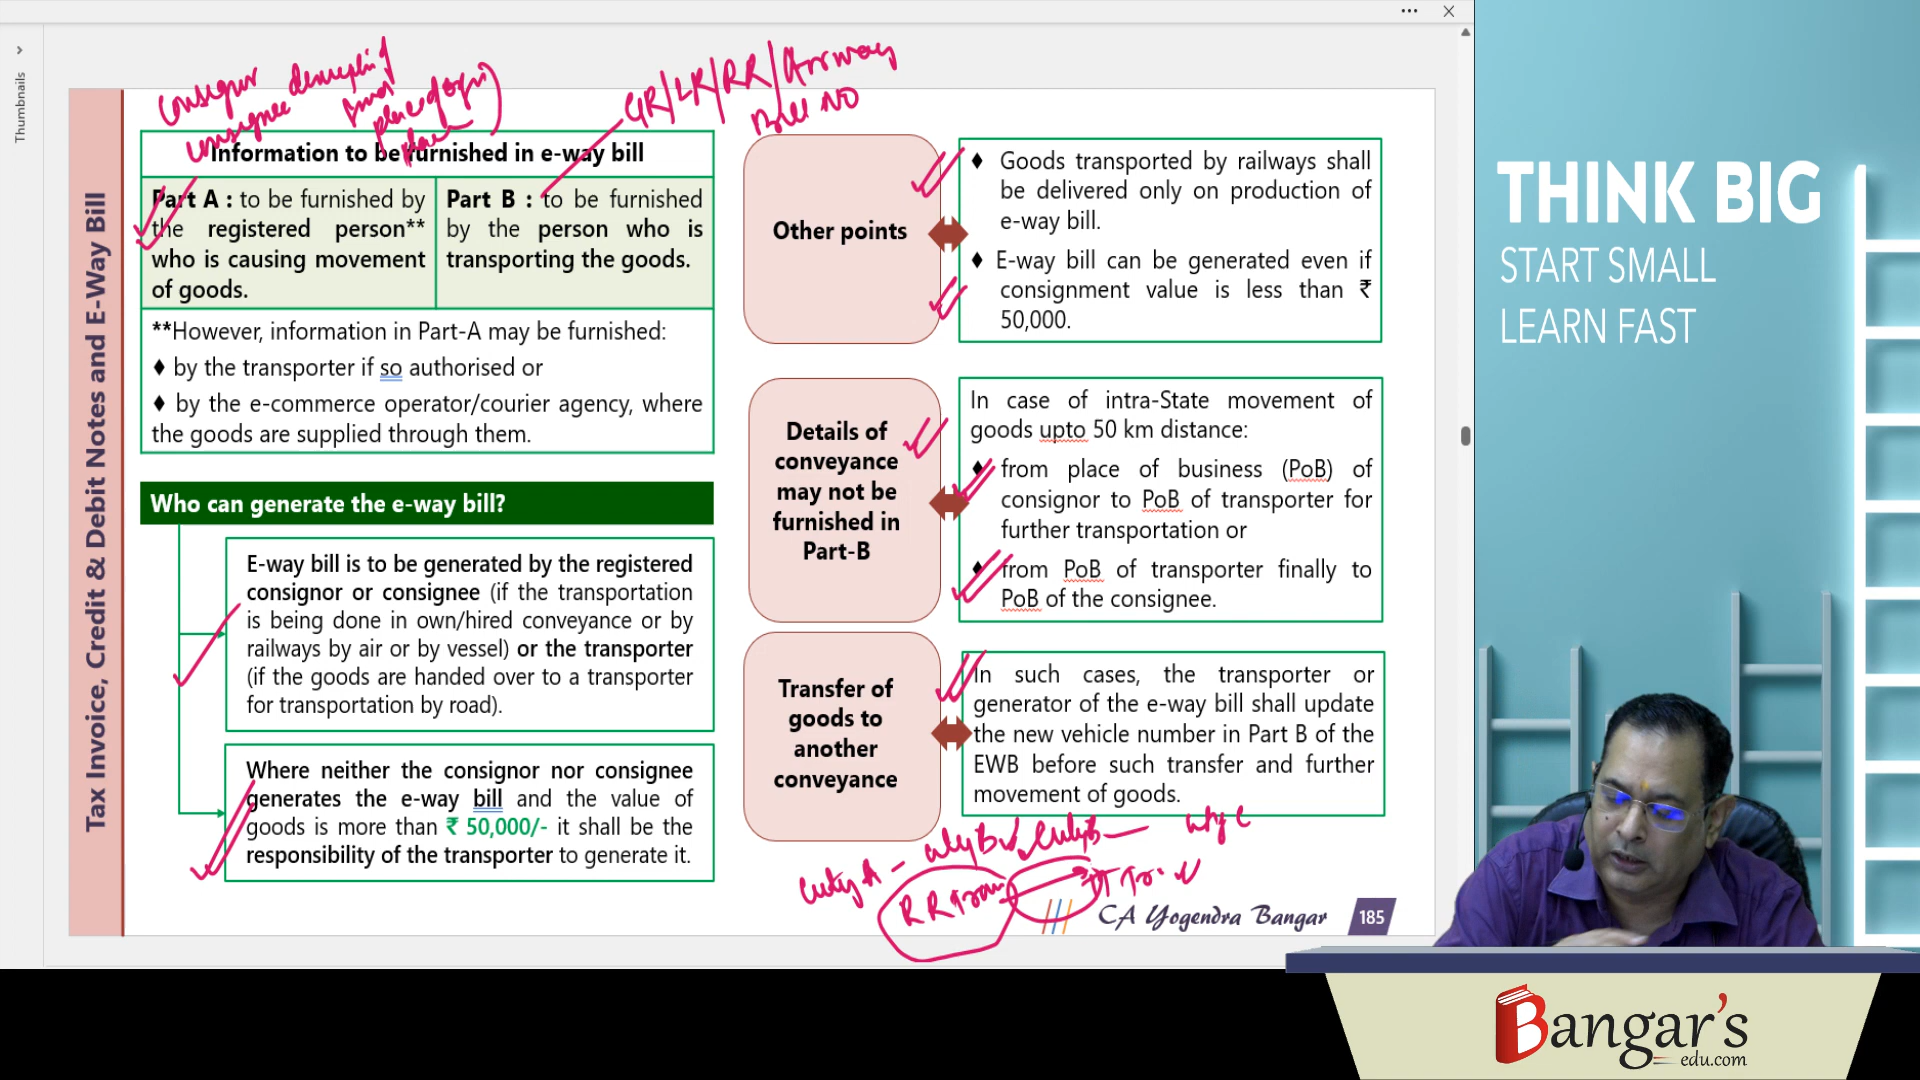 Thumbnails
Consignor
consignee
place of
GR/LR/RR/Airway
Bill NO
Tax Invoice, Credit & Debit Notes and E-Way Bill
Information to be furnished in e-way bill
Part A : to be furnished by
the registered person**
who is causing movement
of goods.
Part B : to be furnished
by the person who is
transporting the goods.
**However, information in Part-A may be furnished:
♦ by the transporter if so authorised or
♦ by the e-commerce operator/courier agency, where
the goods are supplied through them.
Who can generate the e-way bill?
E-way bill is to be generated by the registered
consignor or consignee (if the transportation
is being done in own/hired conveyance or by
railways by air or by vessel) or the transporter
(if the goods are handed over to a transporter
for transportation by road).
Where neither the consignor nor consignee
generates the e-way bill and the value of
goods is more than ₹ 50,000/- it shall be the
responsibility of the transporter to generate it.
Other points
♦ Goods transported by railways shall
be delivered only on production of
e-way bill.
♦ E-way bill can be generated even if
consignment value is less than ₹
50,000.
Details of
conveyance
may not be
furnished in
Part-B
In case of intra-State movement of
goods upto 50 km distance:
♦ from place of business (PoB) of
consignor to PoB of transporter for
further transportation or
♦ from PoB of transporter finally to
PoB of the consignee.
Transfer of
goods to
another
conveyance
In such cases, the transporter or
generator of the e-way bill shall update
the new vehicle number in Part B of the
EWB before such transfer and further
movement of goods.
City A -
RR Tran
CA Yogendra Bangar
185
THINK BIG
START SMALL
LEARN FAST
Bangar's
edu.com